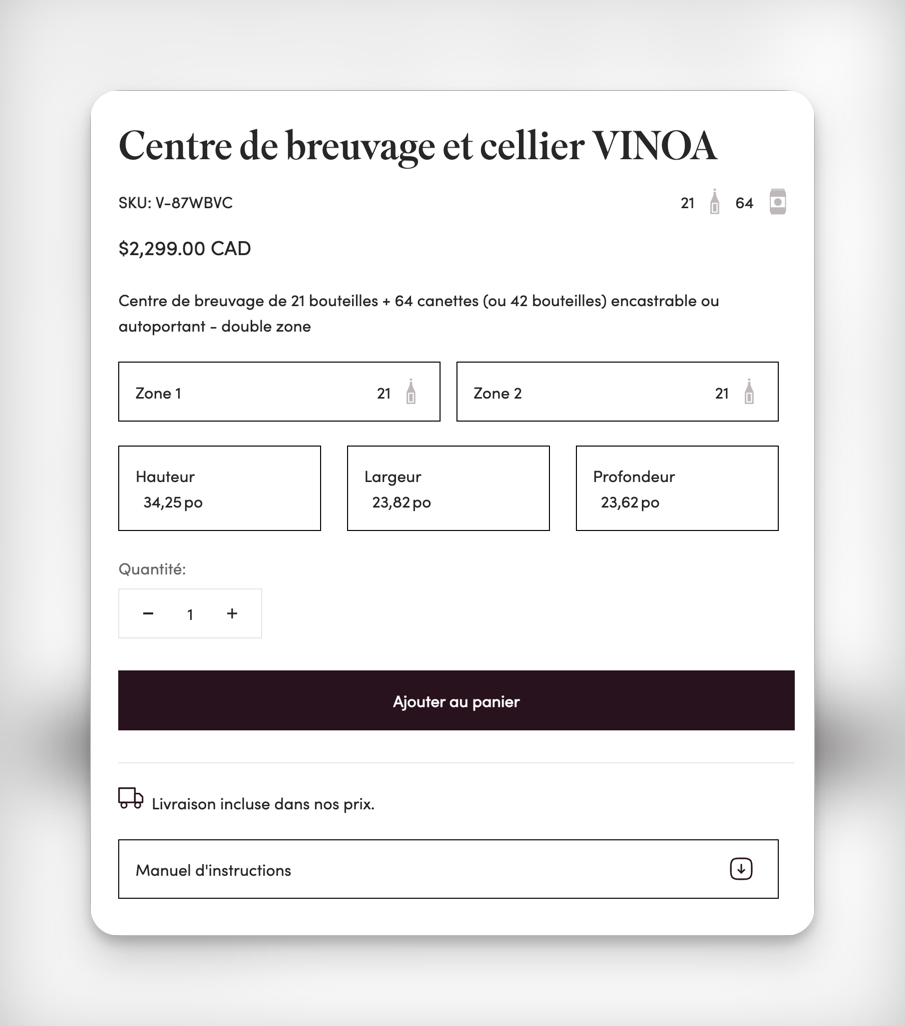 Centre de breuvage et cellier VINOA
SKU: V-87WBVC 21 64
$2,299.00 CAD
Centre de breuvage de 21 bouteilles + 64 canettes (ou 42 bouteilles) encastrable ou
autoportant - double zone
Zone 1 21 Zone 2 21
Hauteur Largeur Profondeur
34,25 po 23,82 po 23,62 po
Quantité:
− 1 +
Ajouter au panier
Livraison incluse dans nos prix.
Manuel d'instructions